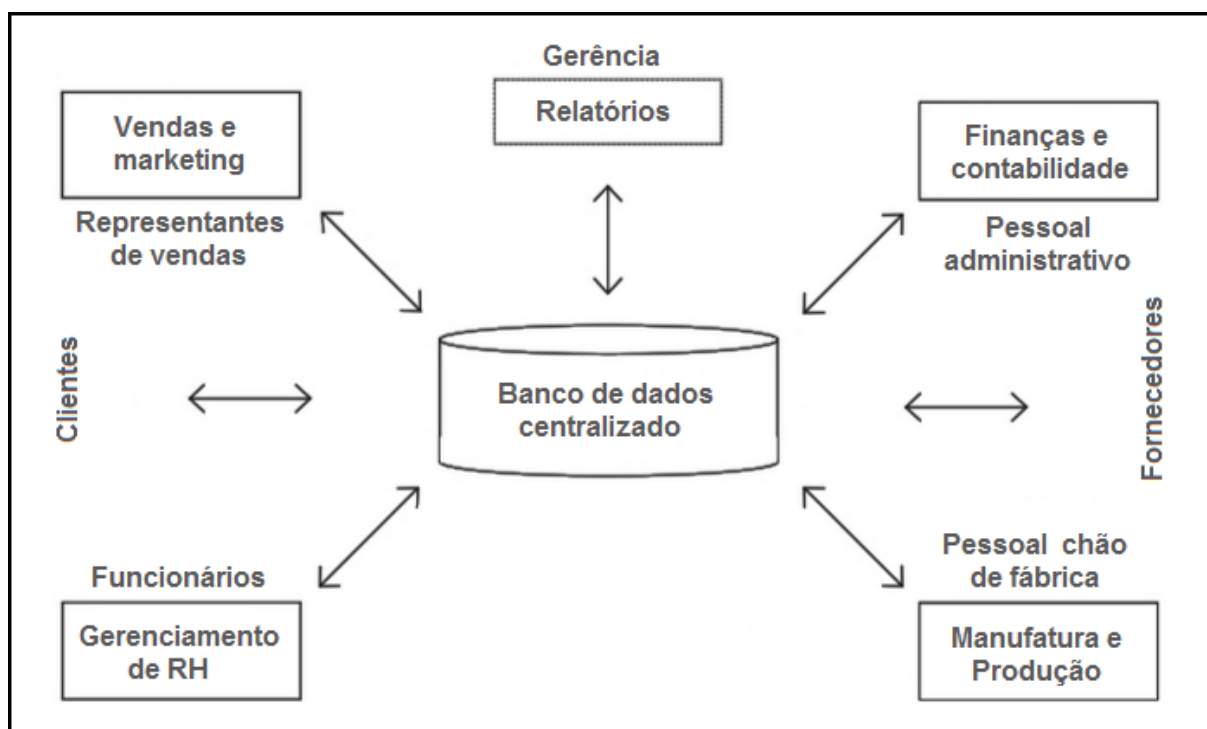 Gerência
Relatórios
Vendas e
marketing
Representantes
de vendas
Finanças e
contabilidade
Pessoal
administrativo
Clientes
Banco de dados
centralizado
Fornecedores
Funcionários
Gerenciamento
de RH
Pessoal chão
de fábrica
Manufatura e
Produção